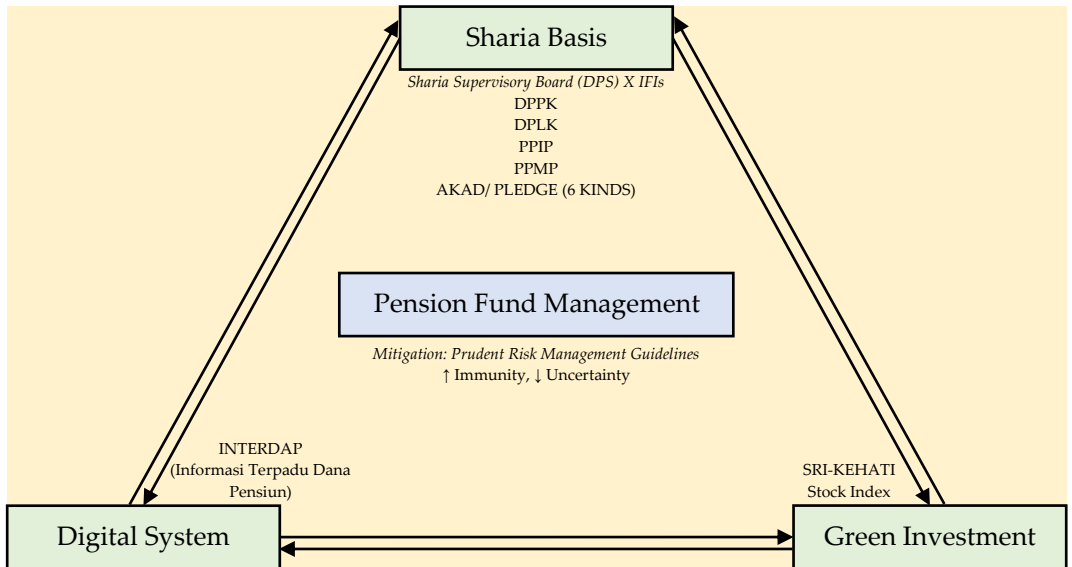 Sharia Basis
Sharia Supervisory Board (DPS) X IFIs
DPPK
DPLK
PPIP
PPMP
AKAD/ PLEDGE (6 KINDS)
Pension Fund Management
Mitigation: Prudent Risk Management Guidelines
↑ Immunity, ↓ Uncertainty
INTERDAP
(Informasi Terpadu Dana
Pensiun)
SRI-KEHATI
Stock Index
Digital System
Green Investment